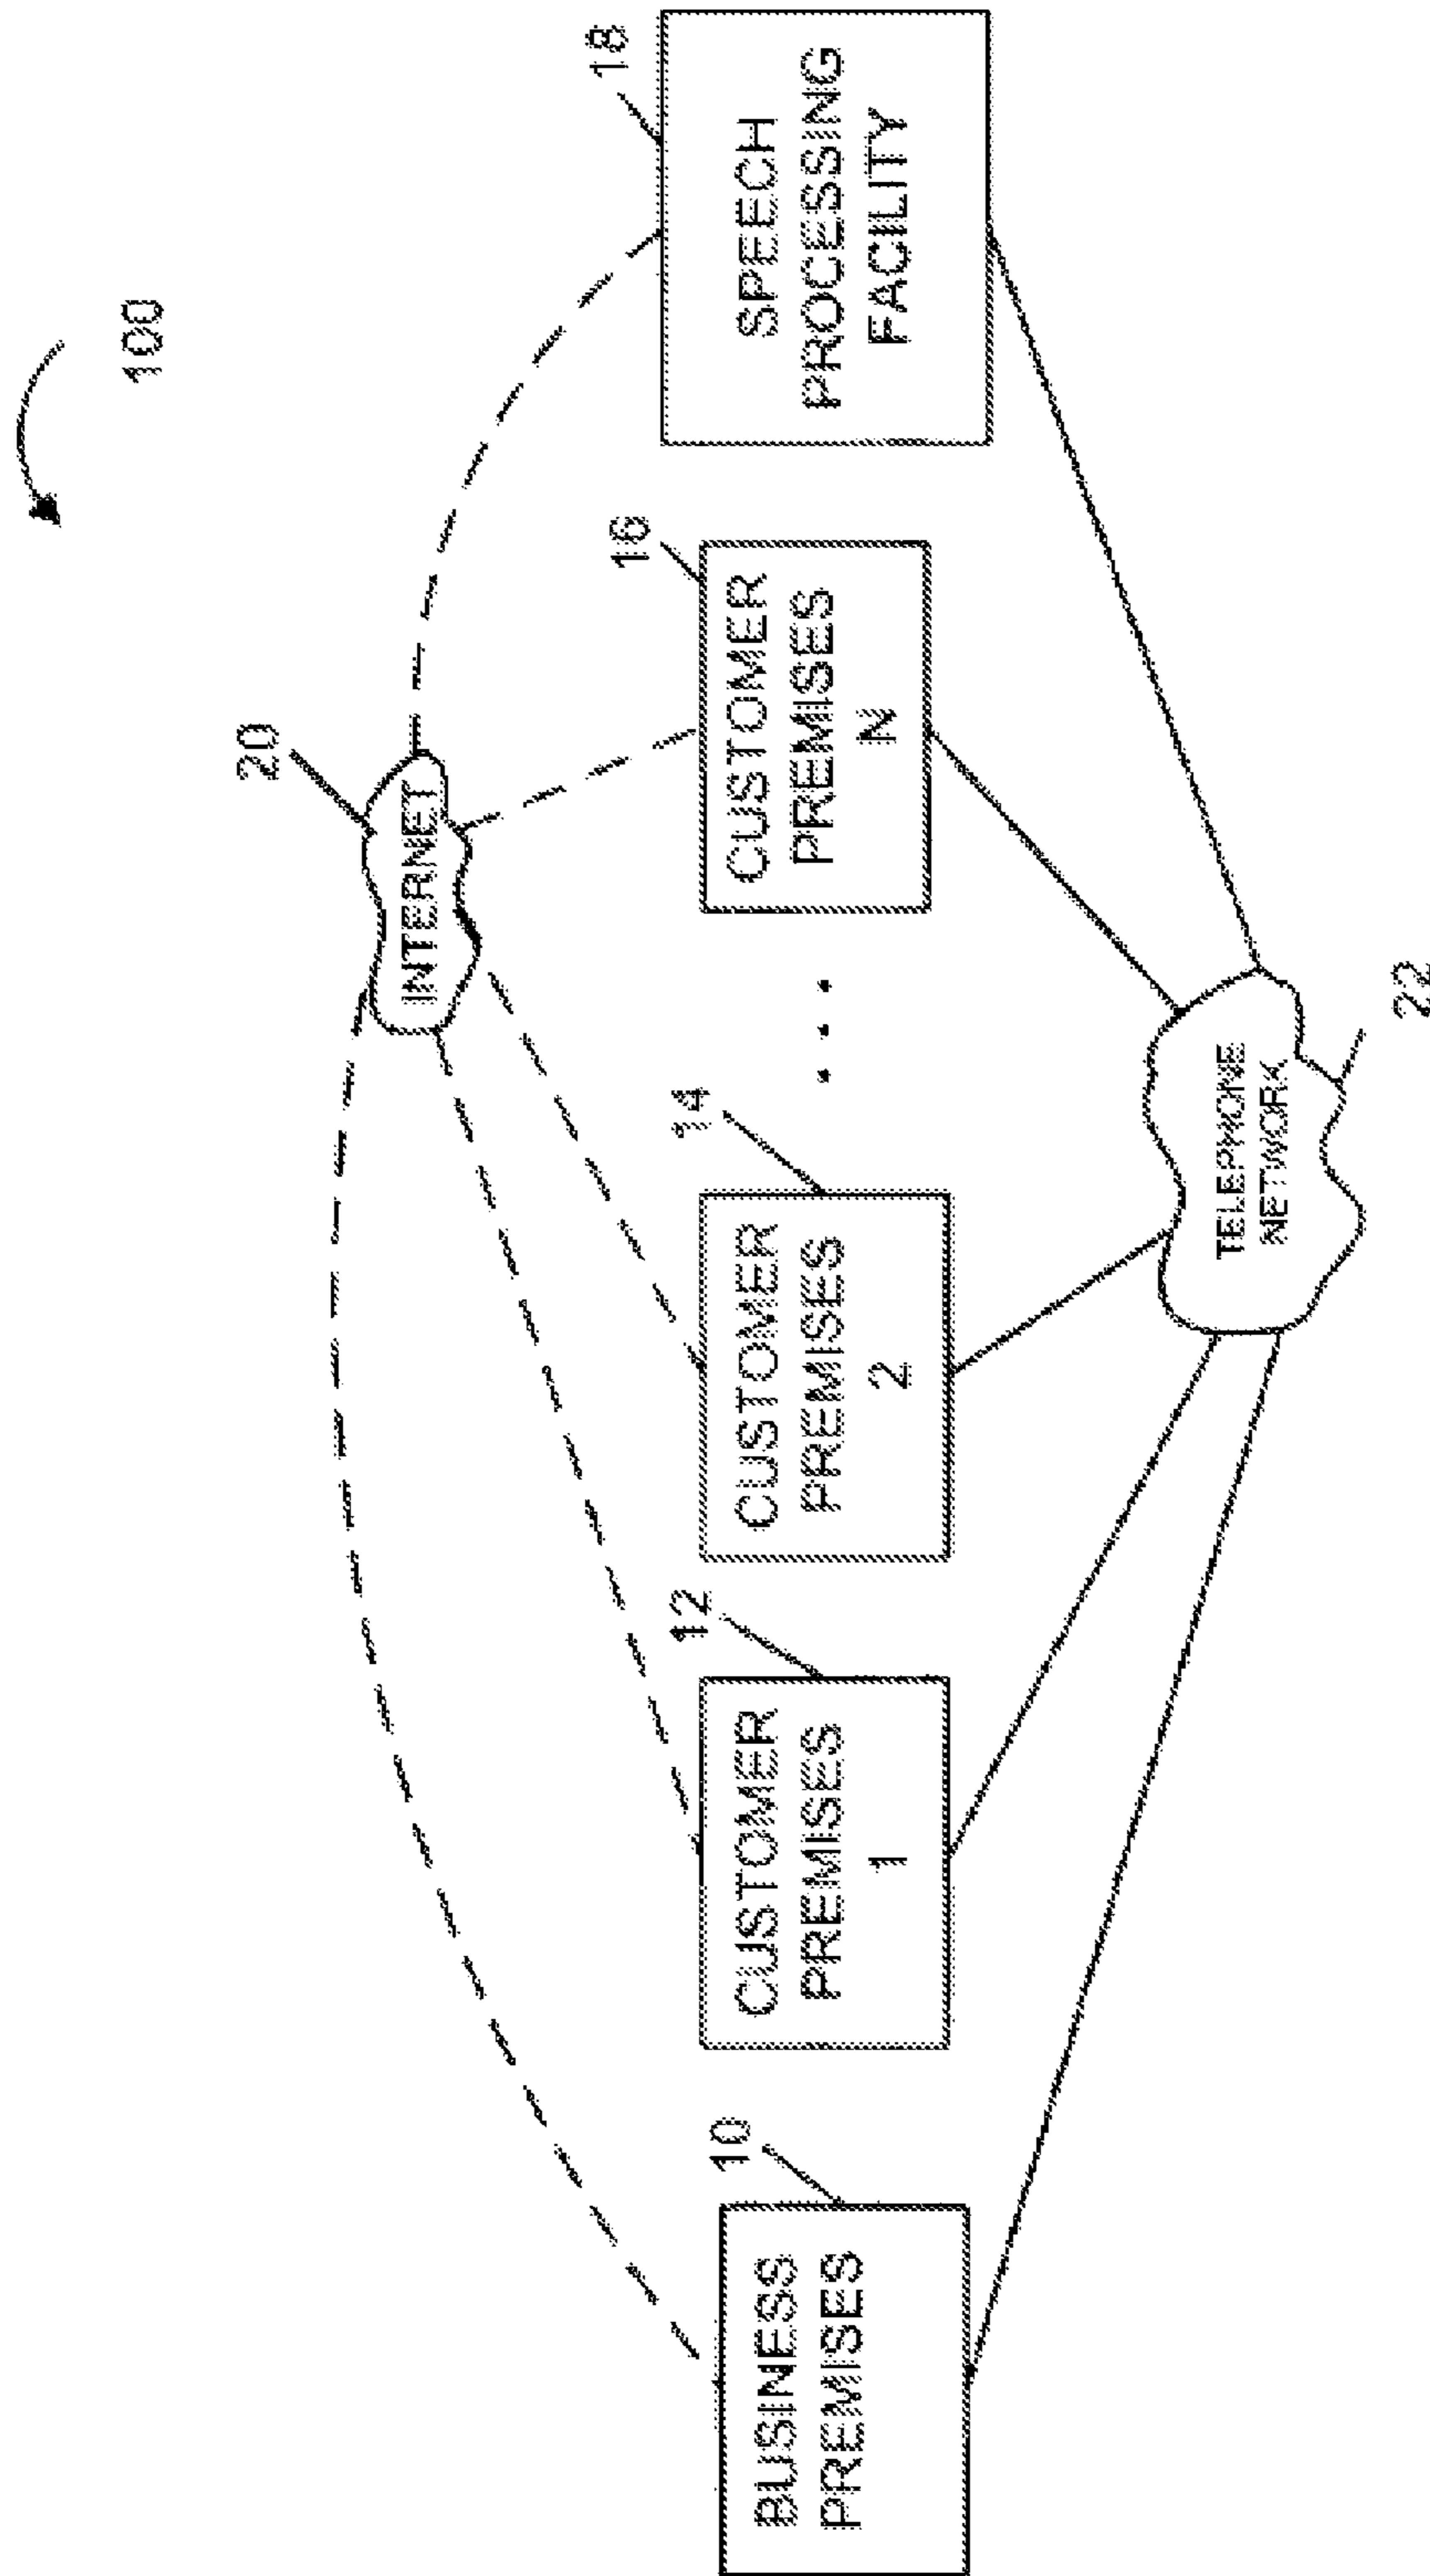 100
20
INTERNET
10
BUSINESS
PREMISES
12
CUSTOMER
PREMISES
1
14
CUSTOMER
PREMISES
2
. . .
16
CUSTOMER
PREMISES
N
18
SPEECH
PROCESSING
FACILITY
TELEPHONE
NETWORK
22